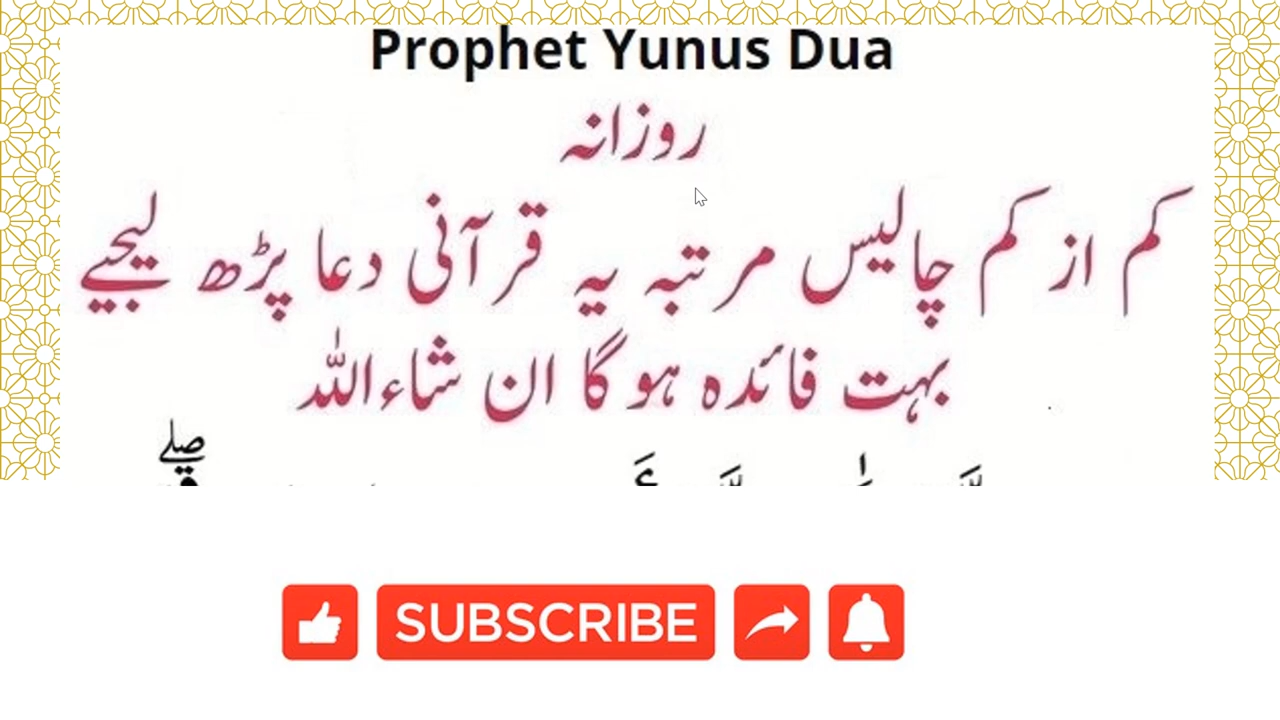 Prophet Yunus Dua
روزانہ
کم از کم چالیس مرتبہ یہ قرآنی دعا پڑھ لیجیے
بہت فائدہ ہو گا ان شاءاللہ
SUBSCRIBE